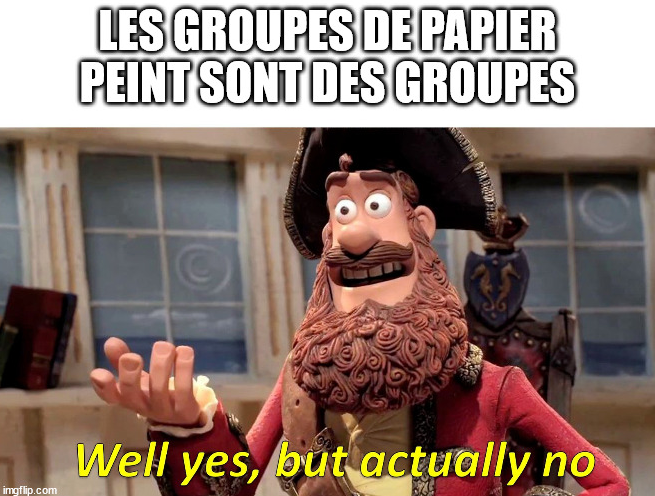 LES GROUPES DE PAPIER
PEINT SONT DES GROUPES
Well yes, but actually no
imgflip.com